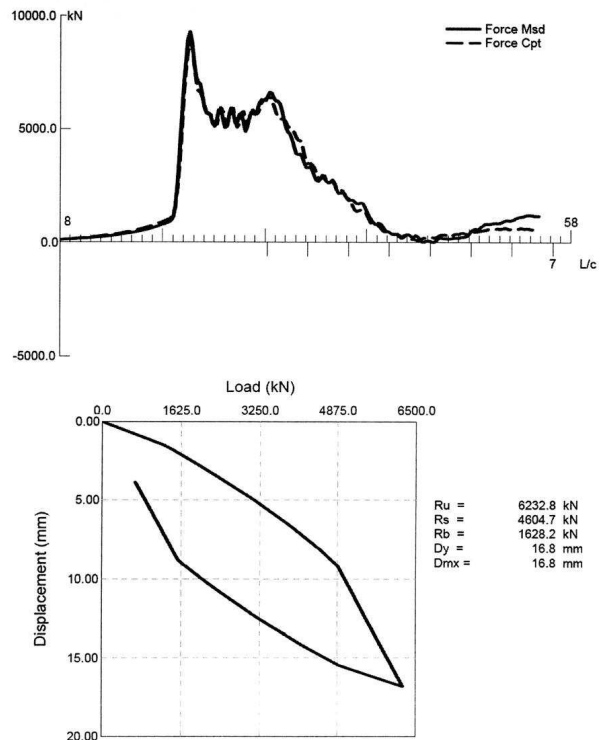 10000.0 kN
Force Msd
Force Cpt
5000.0
8
58
0.0
7 L/c
-5000.0
Load (kN)
0.0 1625.0 3250.0 4875.0 6500.0
0.00
5.00
10.00
15.00
20.00
Displacement (mm)
Ru = 6232.8 kN
Rs = 4604.7 kN
Rb = 1628.2 kN
Dy = 16.8 mm
Dmx = 16.8 mm